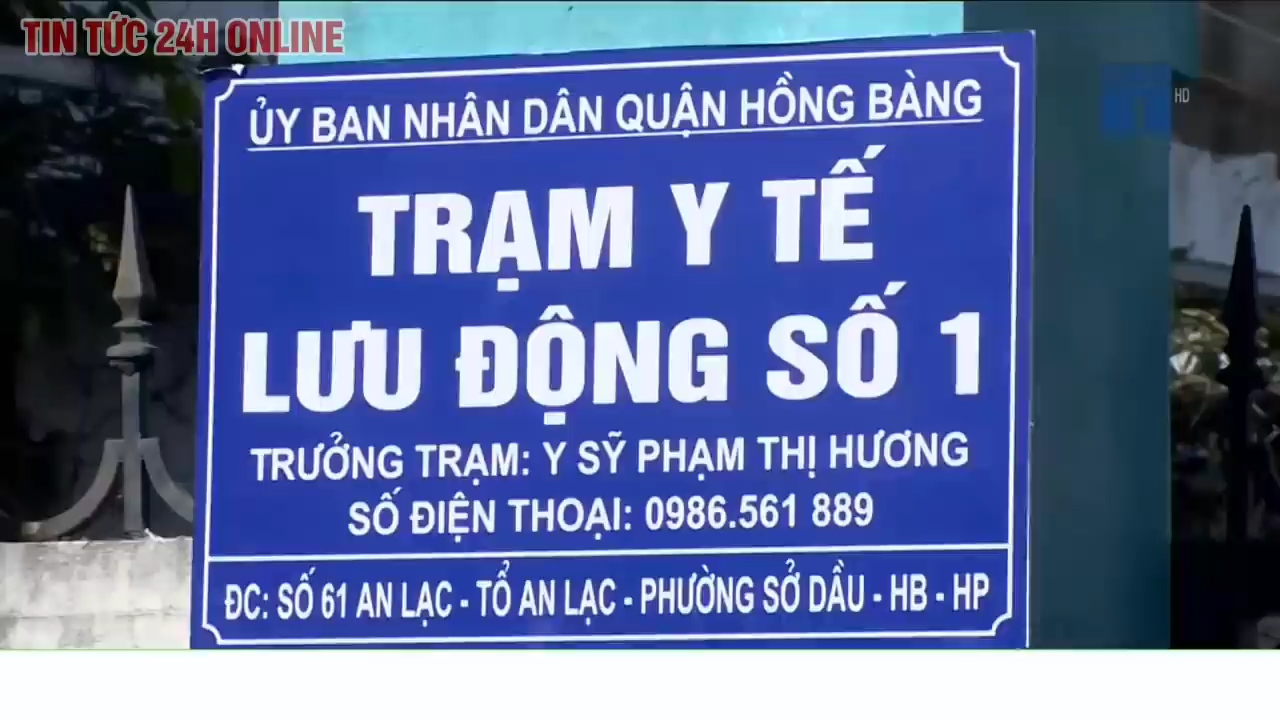 TIN TỨC 24H ONLINE
HD
ỦY BAN NHÂN DÂN QUẬN HỒNG BÀNG
TRẠM Y TẾ
LƯU ĐỘNG SỐ 1
TRƯỞNG TRẠM: Y SỸ PHẠM THỊ HƯƠNG
SỐ ĐIỆN THOẠI: 0986.561 889
ĐC: SỐ 61 AN LẠC - TỔ AN LẠC - PHƯỜNG SỞ DẦU - HB - HP